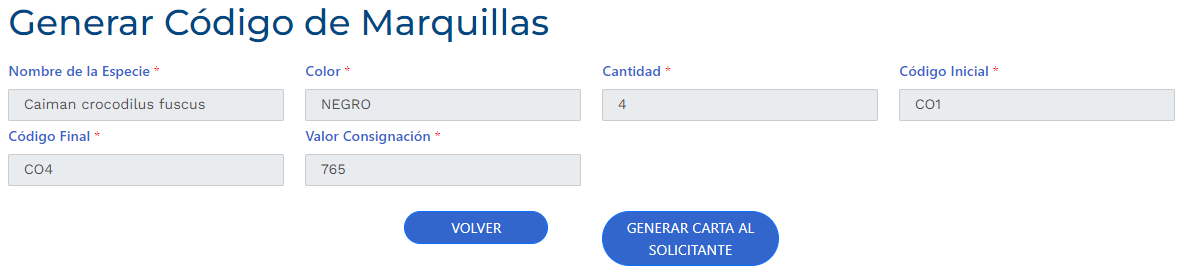 Generar Código de Marquillas
Nombre de la Especie * Color * Cantidad * Código Inicial *
Caiman crocodilus fuscus NEGRO 4 CO1
Código Final * Valor Consignación *
CO4 765
VOLVER GENERAR CARTA AL
SOLICITANTE